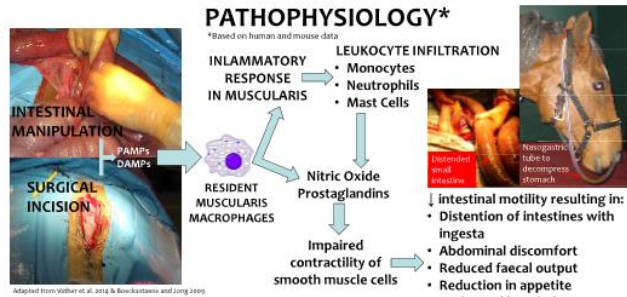 PATHOPHYSIOLOGY*
*Based on human and mouse data
INTESTINAL
MANIPULATION
PAMPs
DAMPs
SURGICAL
INCISION
RESIDENT
MUSCULARIS
MACROPHAGES
INLAMMATORY
RESPONSE
IN MUSCULARIS
LEUKOCYTE INFILTRATION
• Monocytes
• Neutrophils
• Mast Cells
Nitric Oxide
Prostaglandins
Impaired
contractility of
smooth muscle cells
Distended
small
intestine
Nasogastric
tube to
decompress
stomach
↓ intestinal motility resulting in:
• Distention of intestines with
ingesta
• Abdominal discomfort
• Reduced faecal output
• Reduction in appetite
Adapted from Vather et al. 2014 & Boeckxstaens and Jong 2009